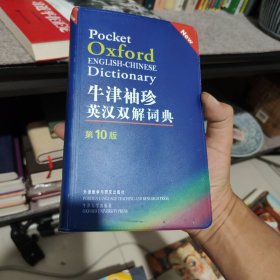 New
Pocket
Oxford
ENGLISH-CHINESE
Dictionary
牛津袖珍
英汉双解词典
第10版
外语教学与研究出版社
FOREIGN LANGUAGE TEACHING AND RESEARCH PRESS
牛津大学出版社
OXFORD UNIVERSITY PRESS